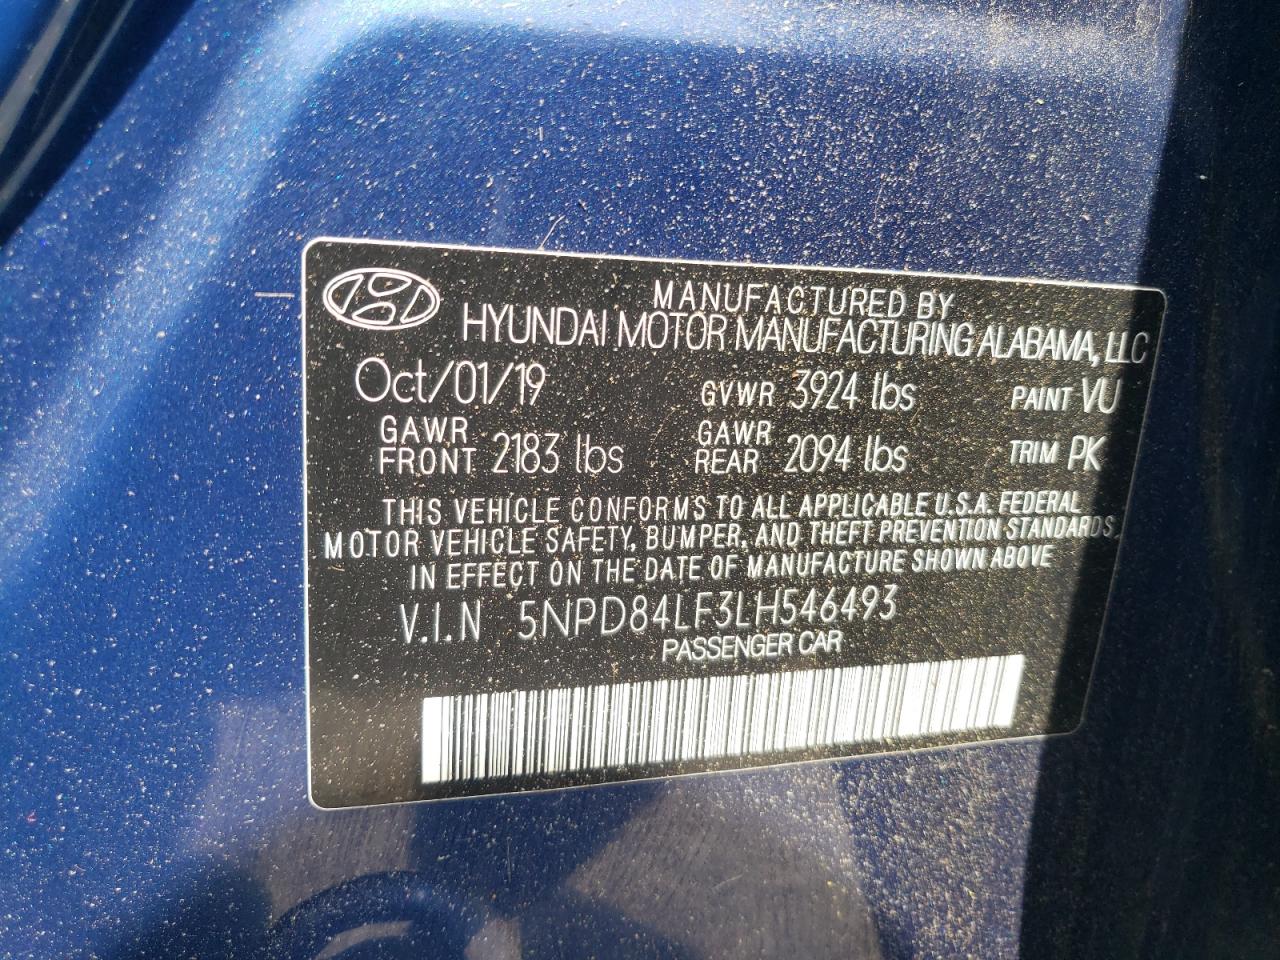 MANUFACTURED BY
HYUNDAI MOTOR MANUFACTURING ALABAMA, LLC
Oct/01/19 GVWR 3924 lbs PAINT VU
GAWR FRONT 2183 lbs GAWR REAR 2094 lbs TRIM PK
THIS VEHICLE CONFORMS TO ALL APPLICABLE U.S.A. FEDERAL
MOTOR VEHICLE SAFETY, BUMPER, AND THEFT PREVENTION STANDARDS,
IN EFFECT ON THE DATE OF MANUFACTURE SHOWN ABOVE
V.I.N 5NPD84LF3LH546493
PASSENGER CAR